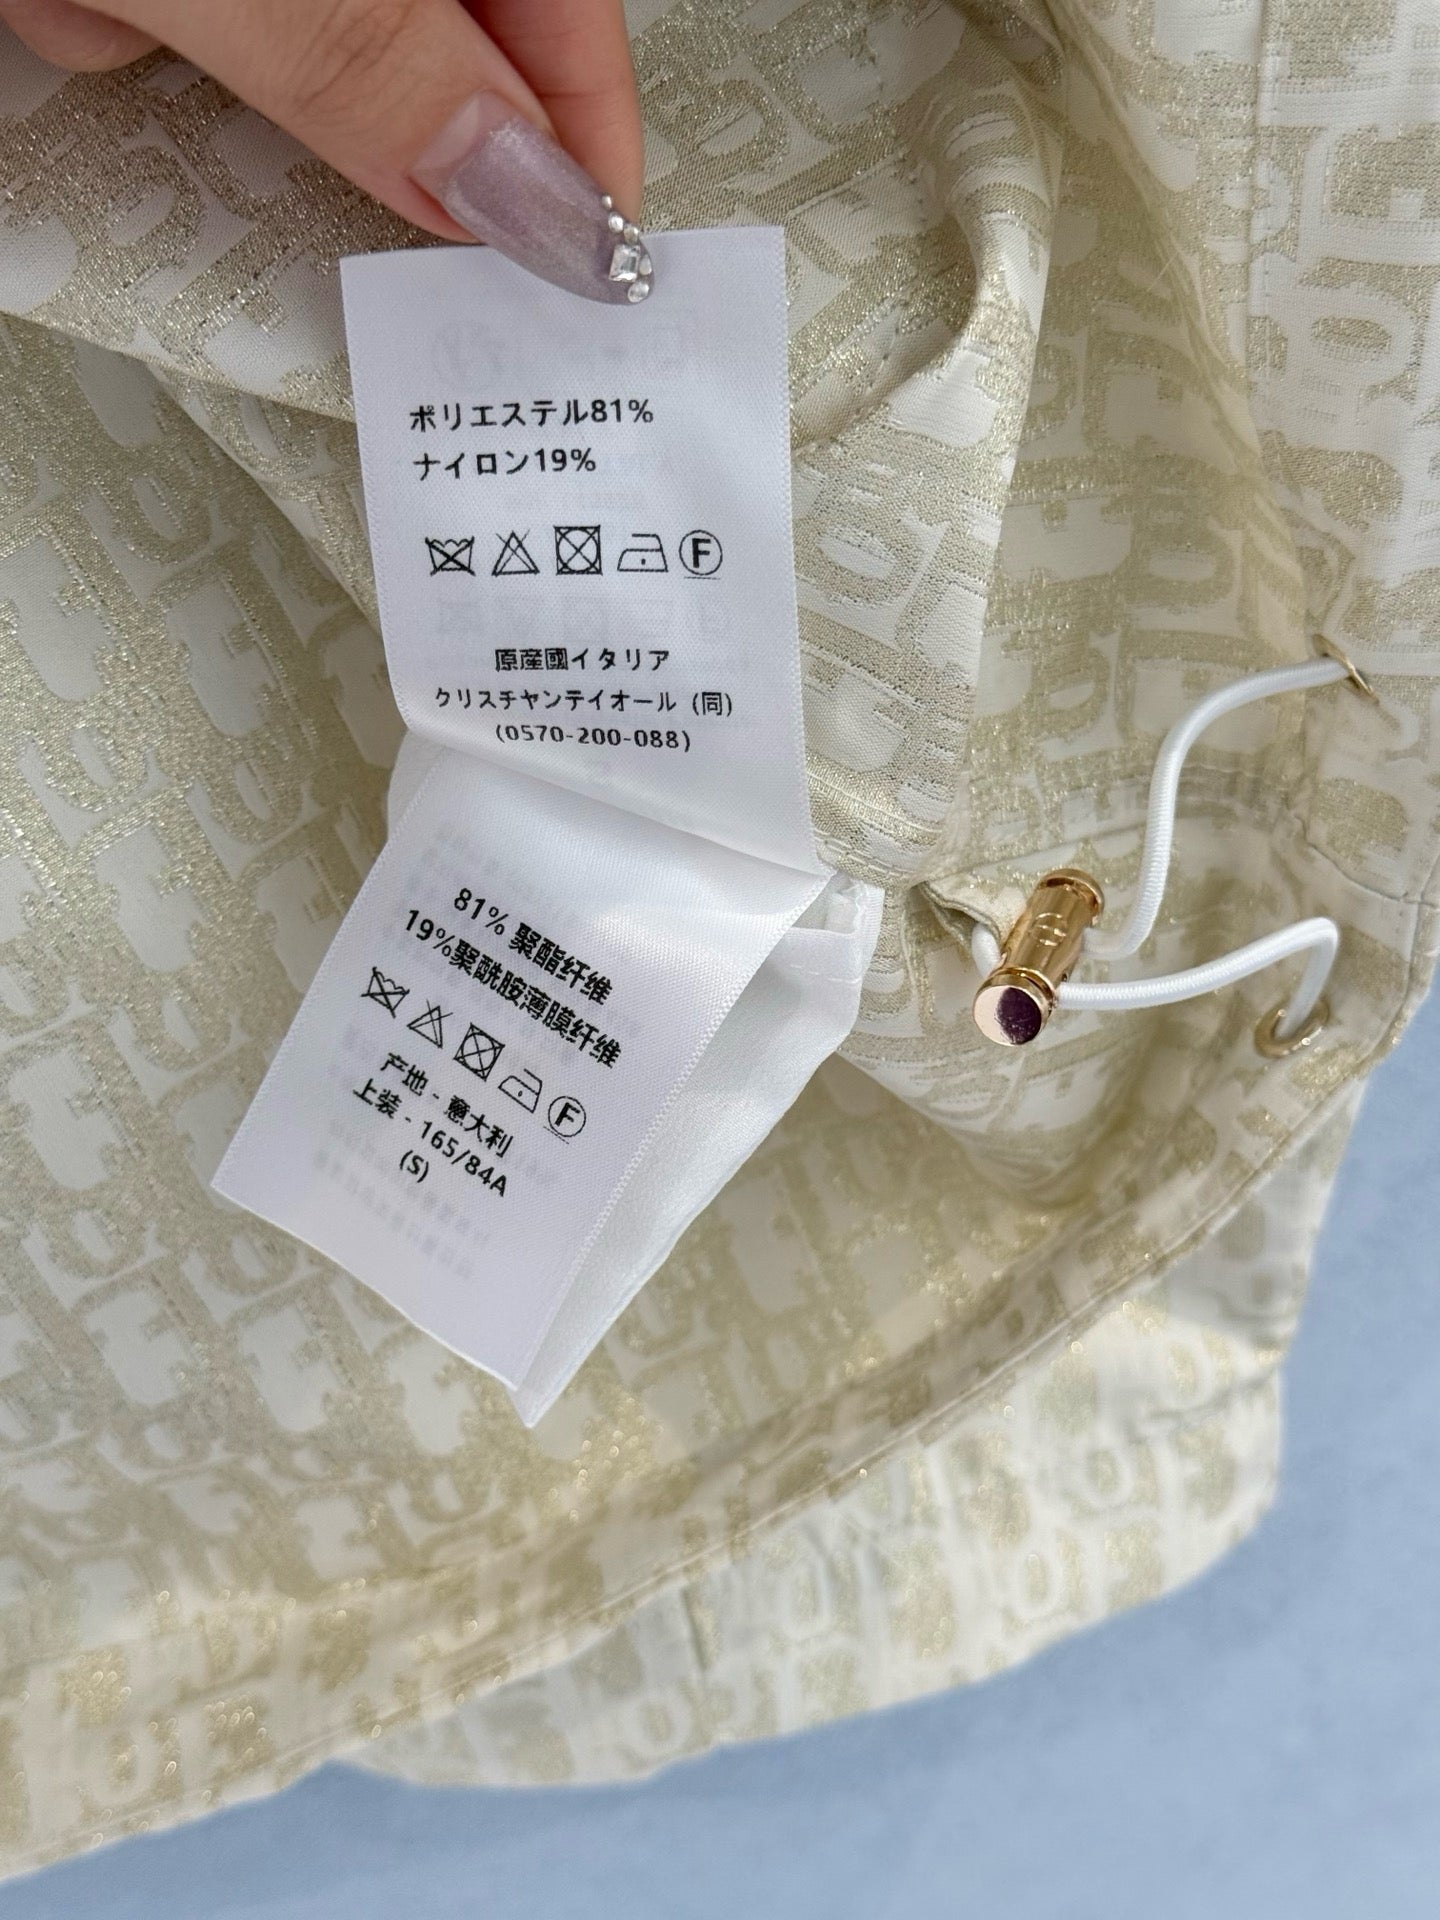 ポリエステル81%
ナイロン19%
F
原産國イタリア
クリスチャンテイオール (同)
(0570-200-088)
81% 聚酯纤维
19%聚酰胺薄膜纤维
F
产地 - 意大利
上装 - 165/84A
(S)